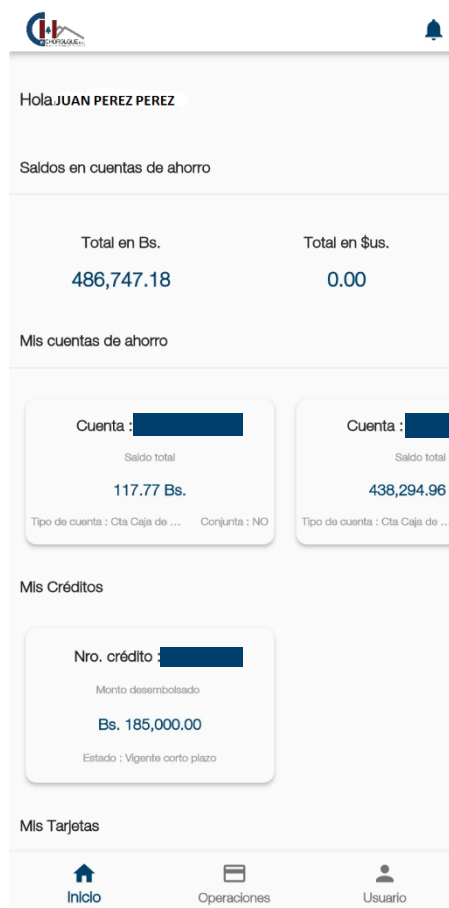 CHOROLQUE R.L.
Hola JUAN PEREZ PEREZ
Saldos en cuentas de ahorro
Total en Bs. Total en $us.
486,747.18 0.00
Mis cuentas de ahorro
Cuenta : Cuenta :
Saldo total Saldo total
117.77 Bs. 438,294.96
Tipo de cuenta : Cta Caja de ... Conjunta : NO Tipo de cuenta : Cta Caja de ...
Mis Créditos
Nro. crédito :
Monto desembolsado
Bs. 185,000.00
Estado : Vigente corto plazo
Mis Tarjetas
Inicio Operaciones Usuario